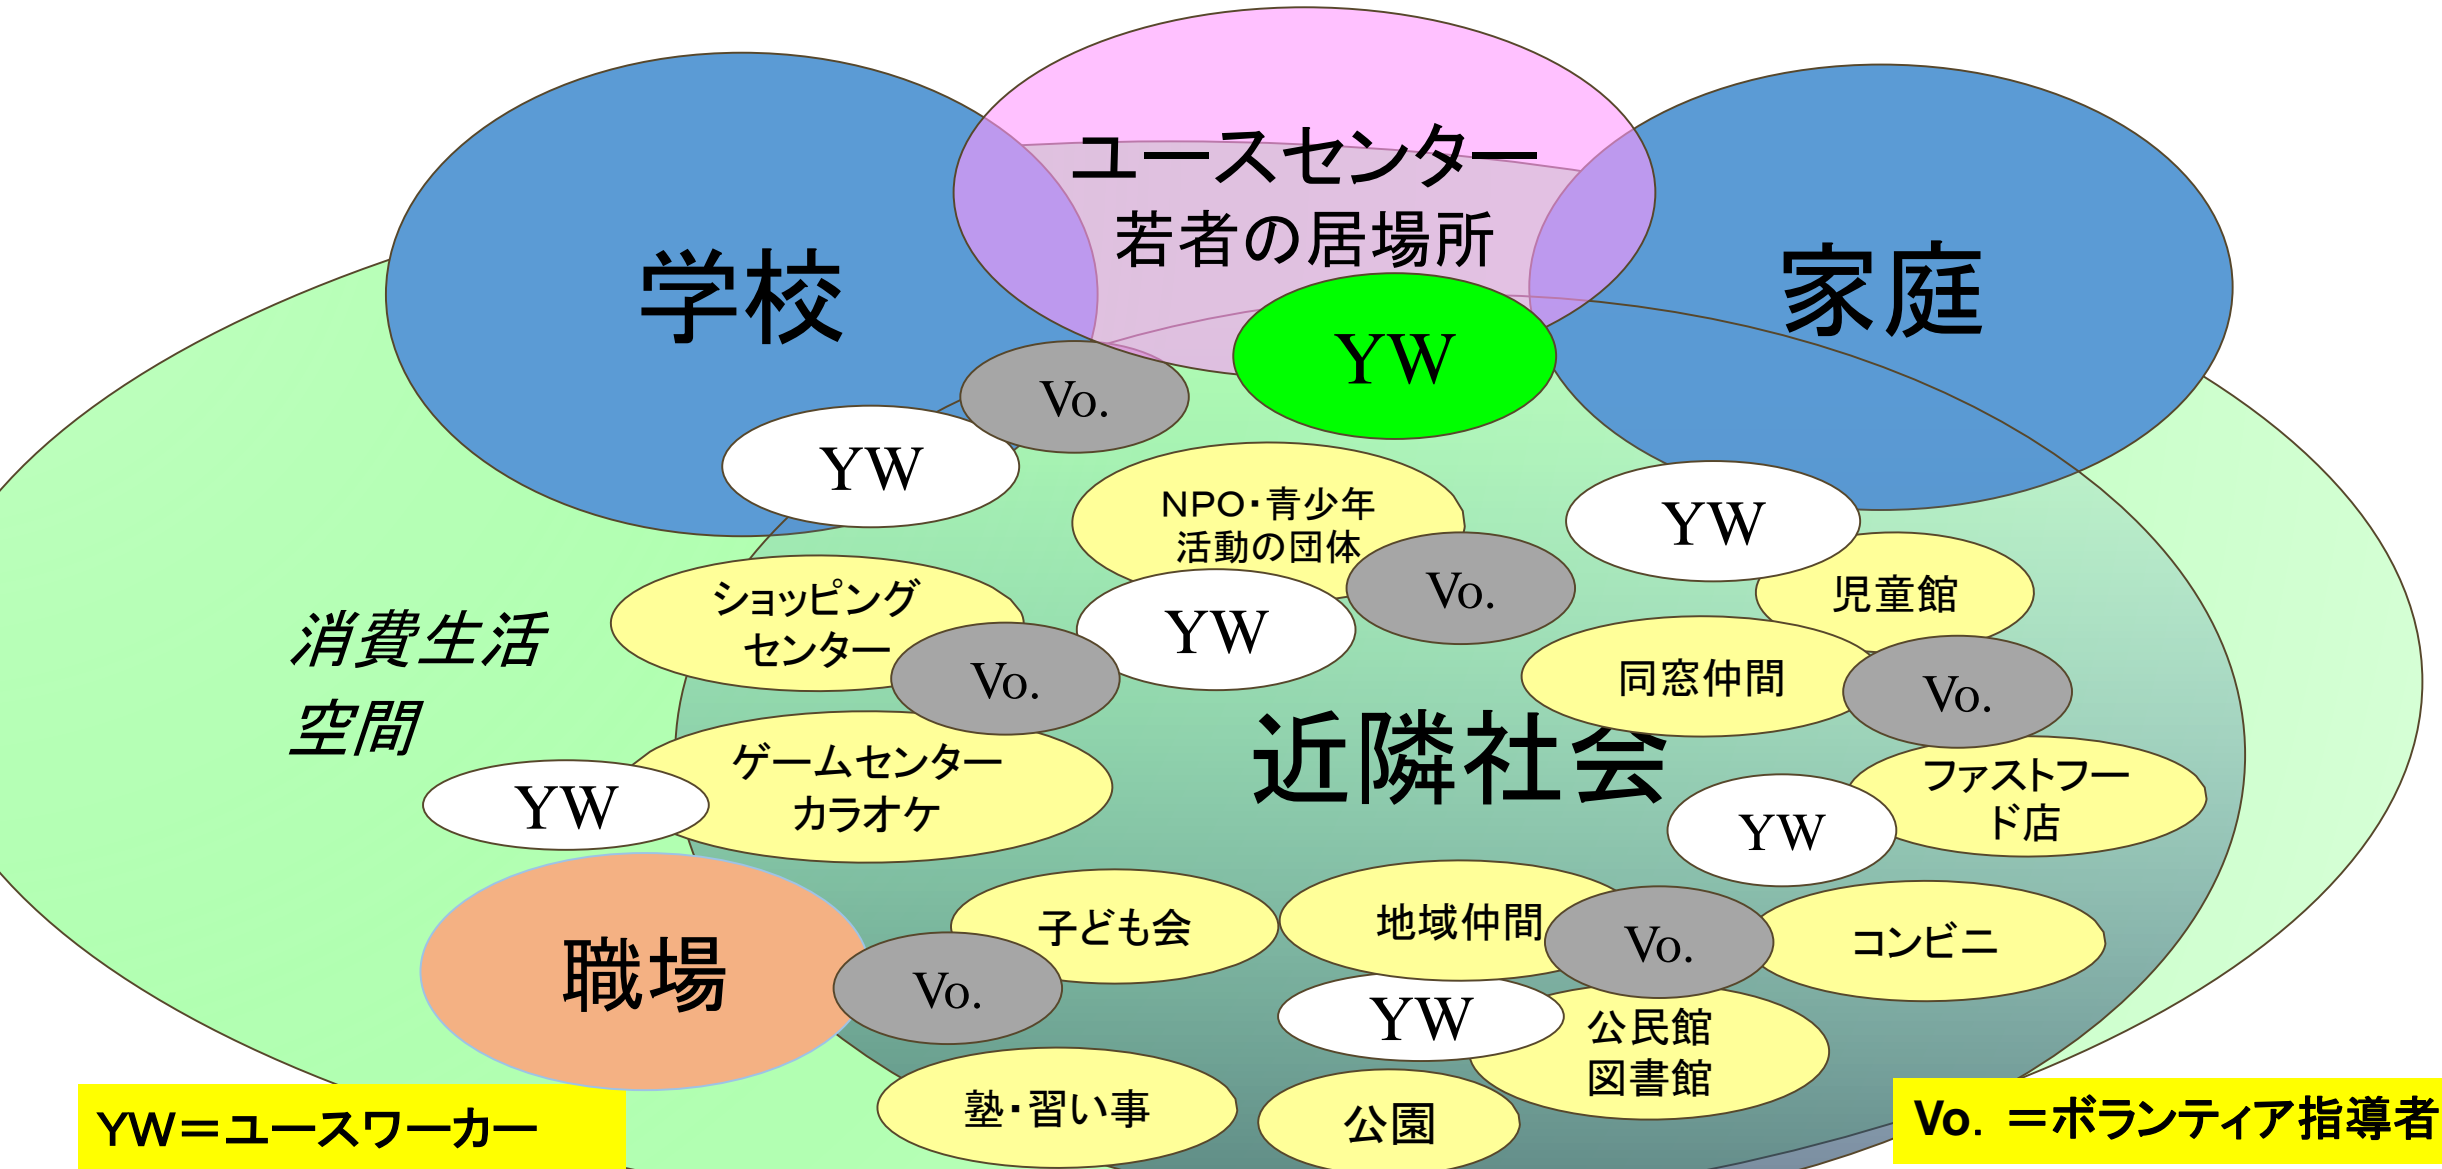 ユースセンター
若者の居場所
学校
家庭
YW
Vo.
YW
NPO・青少年
活動の団体
YW
Vo.
児童館
ショッピング
センター
YW
Vo.
同窓仲間
Vo.
消費生活
空間
近隣社会
ゲームセンター
カラオケ
YW
ファストフー
ド店
YW
職場
子ども会
Vo.
地域仲間
Vo.
コンビニ
YW
公民館
図書館
塾・習い事
公園
YW＝ユースワーカー
Vo. ＝ボランティア指導者